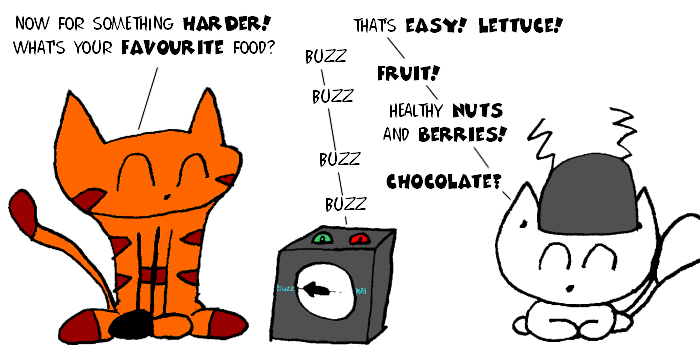 NOW FOR SOMETHING HARDER!
WHAT'S YOUR FAVOURITE FOOD?
THAT'S EASY! LETTUCE!
BUZZ
FRUIT!
BUZZ
HEALTHY NUTS
AND BERRIES!
BUZZ
CHOCOLATE?
BUZZ
BUZZ